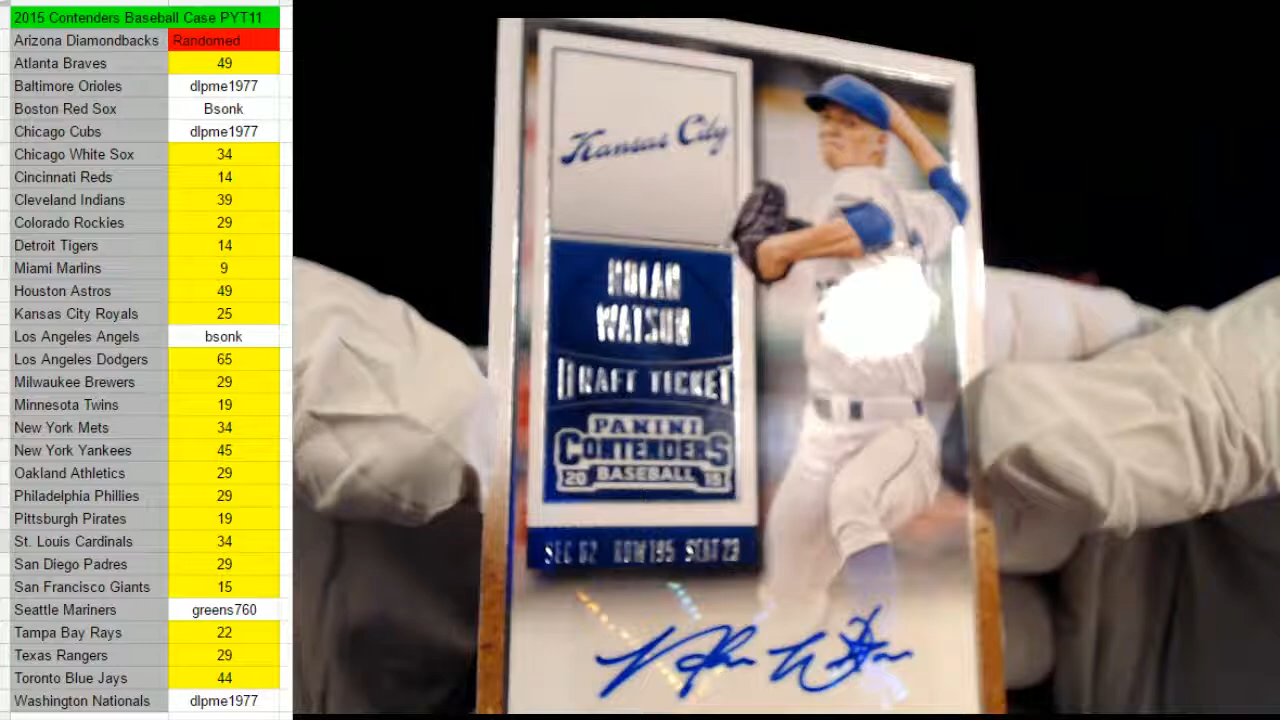 2015 Contenders Baseball Case PYT11
Arizona Diamondbacks Randomed
Atlanta Braves 49
Baltimore Orioles dlpme1977
Boston Red Sox Bsonk
Chicago Cubs dlpme1977
Chicago White Sox 34
Cincinnati Reds 14
Cleveland Indians 39
Colorado Rockies 29
Detroit Tigers 14
Miami Marlins 9
Houston Astros 49
Kansas City Royals 25
Los Angeles Angels bsonk
Los Angeles Dodgers 65
Milwaukee Brewers 29
Minnesota Twins 19
New York Mets 34
New York Yankees 45
Oakland Athletics 29
Philadelphia Phillies 29
Pittsburgh Pirates 19
St. Louis Cardinals 34
San Diego Padres 29
San Francisco Giants 15
Seattle Mariners greens760
Tampa Bay Rays 22
Texas Rangers 29
Toronto Blue Jays 44
Washington Nationals dlpme1977
Kansas City
NOLAN
WATSON
DRAFT TICKET
PANINI
CONTENDERS
20 BASEBALL 15
SEC 02 ROW 195 SEAT 23
Nolan Watson